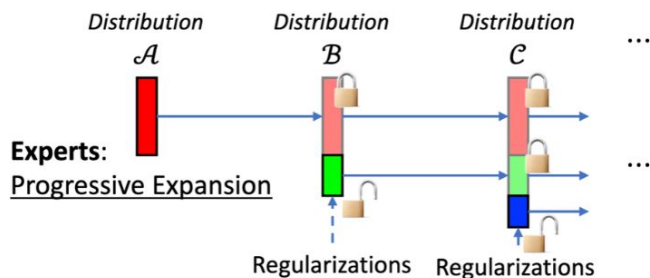 Distribution Distribution Distribution
𝒜 ℬ 𝒞 ...
Experts:
Progressive Expansion
...
Regularizations Regularizations